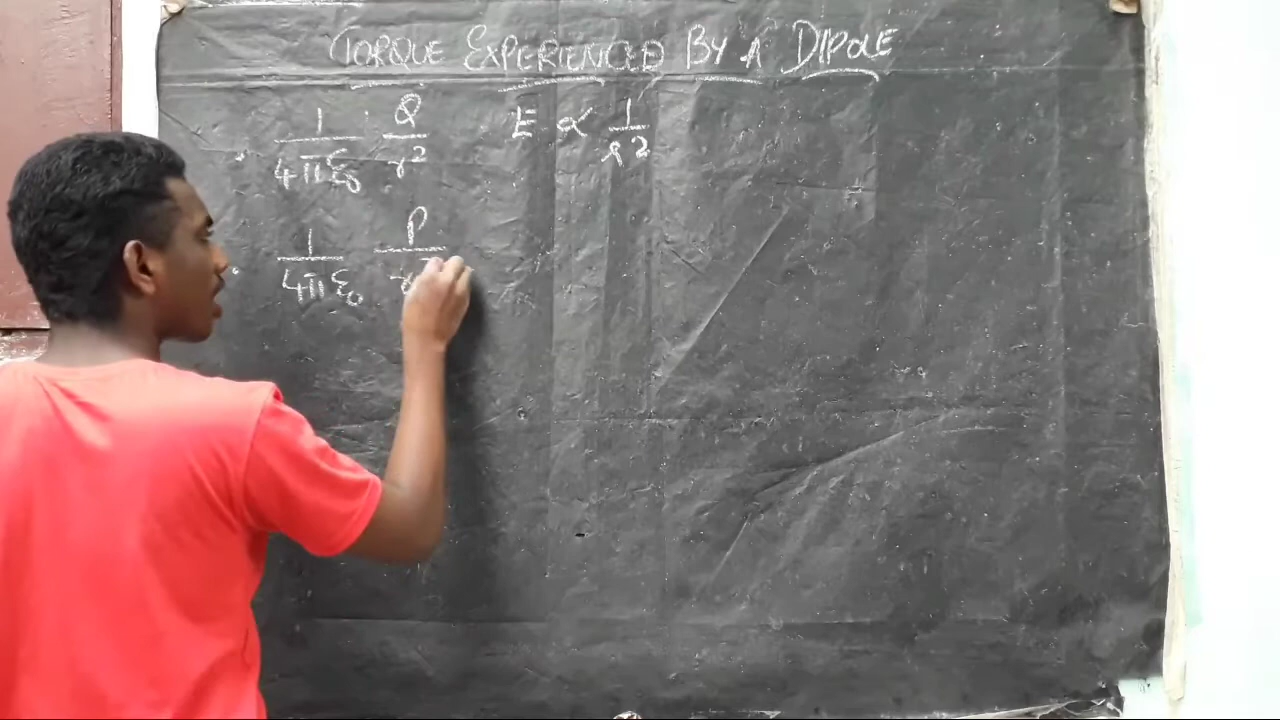 TORQUE EXPERIENCED BY A DIPOLE
1/4πε₀ · Q/r² E ∝ 1/r²
1/4πε₀ P/r